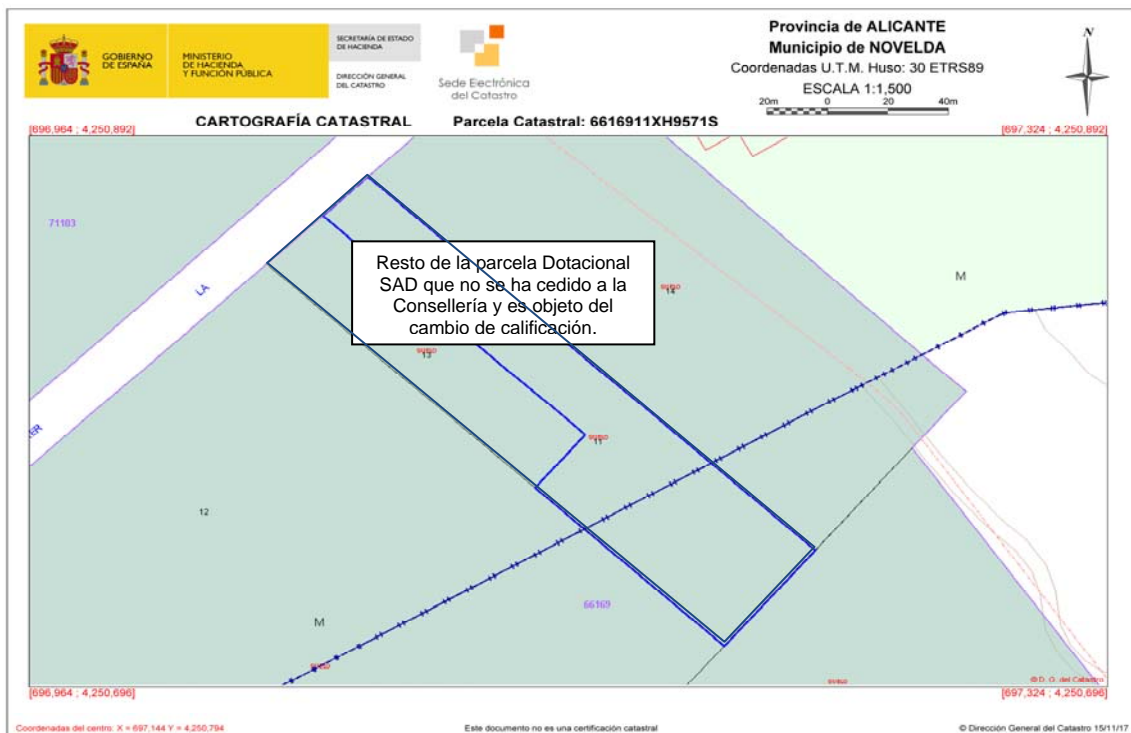 GOBIERNO
DE ESPAÑA
MINISTERIO
DE HACIENDA
Y FUNCIÓN PÚBLICA
SECRETARÍA DE ESTADO
DE HACIENDA
DIRECCIÓN GENERAL
DEL CATASTRO
Sede Electrónica
del Catastro
Provincia de ALICANTE
Municipio de NOVELDA
Coordenadas U.T.M. Huso: 30 ETRS89
ESCALA 1:1,500
20m 0 20 40m
N
CARTOGRAFÍA CATASTRAL Parcela Catastral: 6616911XH9571S
[696,964 ; 4,250,892]
[697,324 ; 4,250,892]
71103
LA
Resto de la parcela Dotacional
SAD que no se ha cedido a la
Consellería y es objeto del
cambio de calificación.
14
M
13
ER
11
12
66169
M
© D. G. del Catastro
[696,964 ; 4,250,696]
[697,324 ; 4,250,696]
Coordenadas del centro: X = 697,144 Y = 4,250,794
Este documento no es una certificación catastral
© Dirección General del Catastro 15/11/17